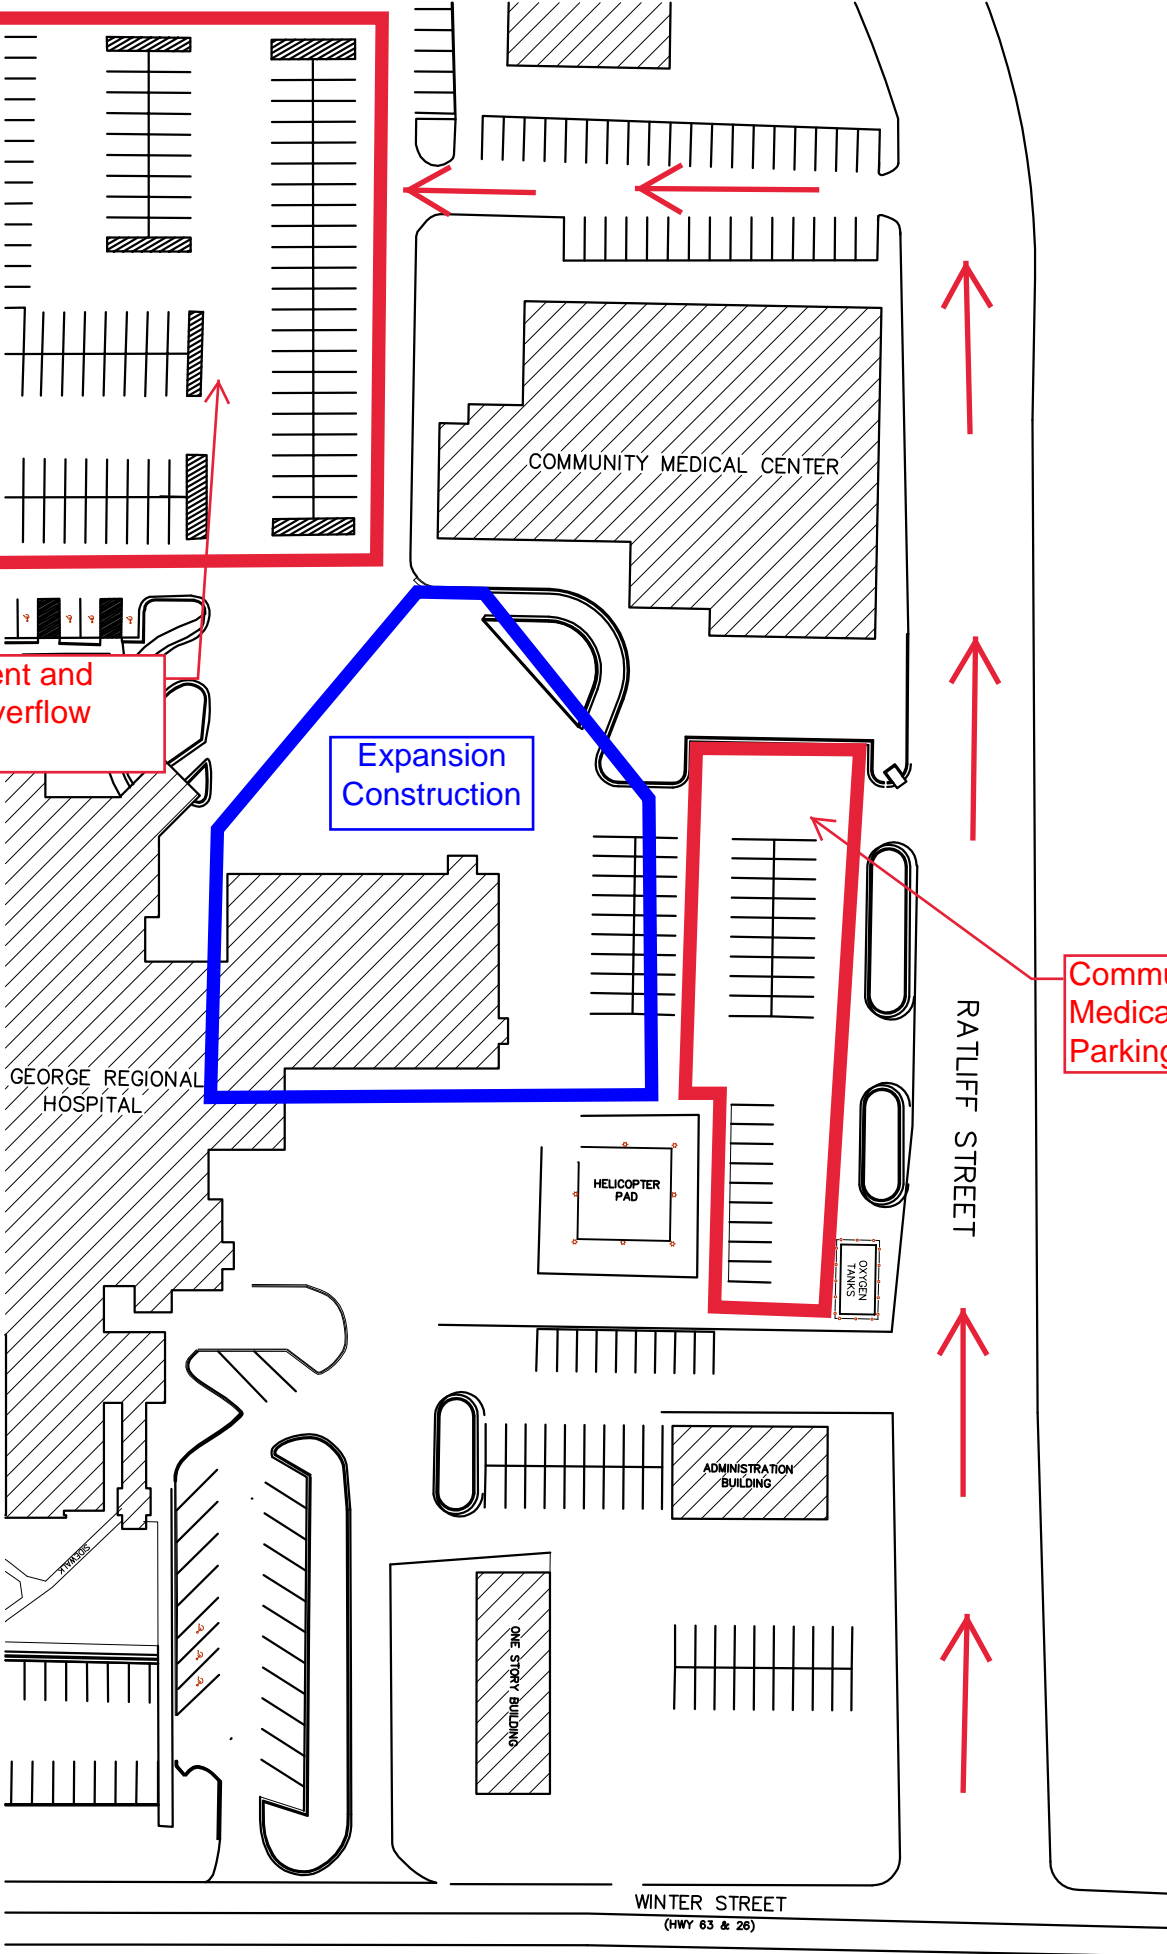 COMMUNITY MEDICAL CENTER
ent and
verflow
Expansion
Construction
Commu
Medica
Parking
RATLIFF STREET
GEORGE REGIONAL
HOSPITAL
HELICOPTER
PAD
OXYGEN
TANKS
ADMINISTRATION
BUILDING
SIDEWALK
ONE STORY BUILDING
WINTER STREET
(HWY 63 & 26)